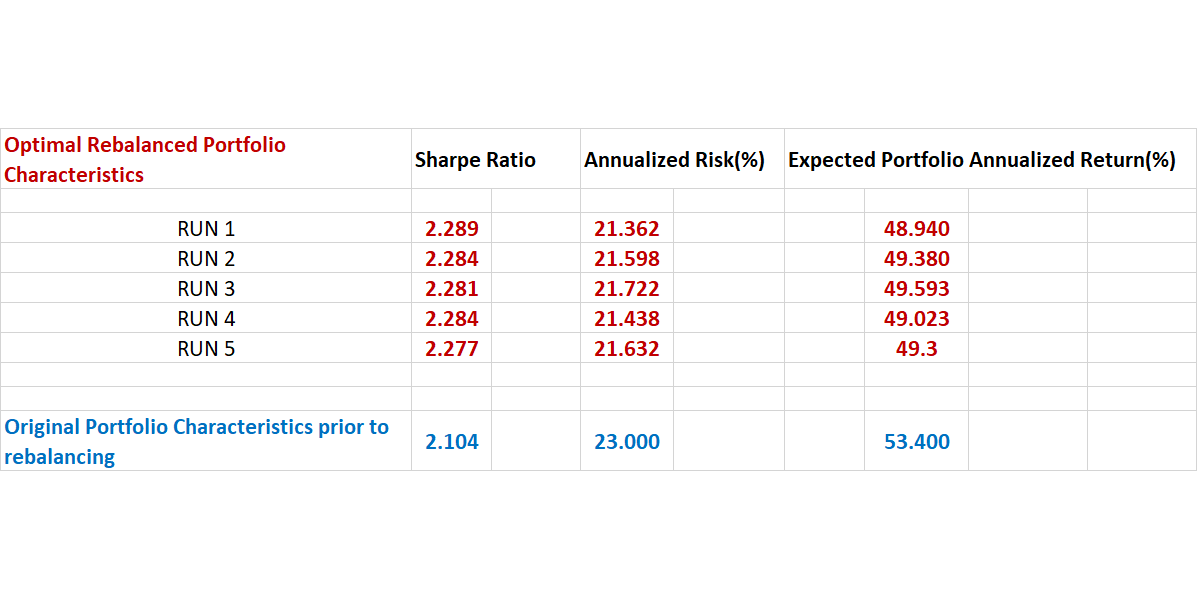 Optimal Rebalanced Portfolio
Characteristics
Sharpe Ratio Annualized Risk(%) Expected Portfolio Annualized Return(%)
RUN 1 2.289 21.362 48.940
RUN 2 2.284 21.598 49.380
RUN 3 2.281 21.722 49.593
RUN 4 2.284 21.438 49.023
RUN 5 2.277 21.632 49.3
Original Portfolio Characteristics prior to
rebalancing
2.104 23.000 53.400